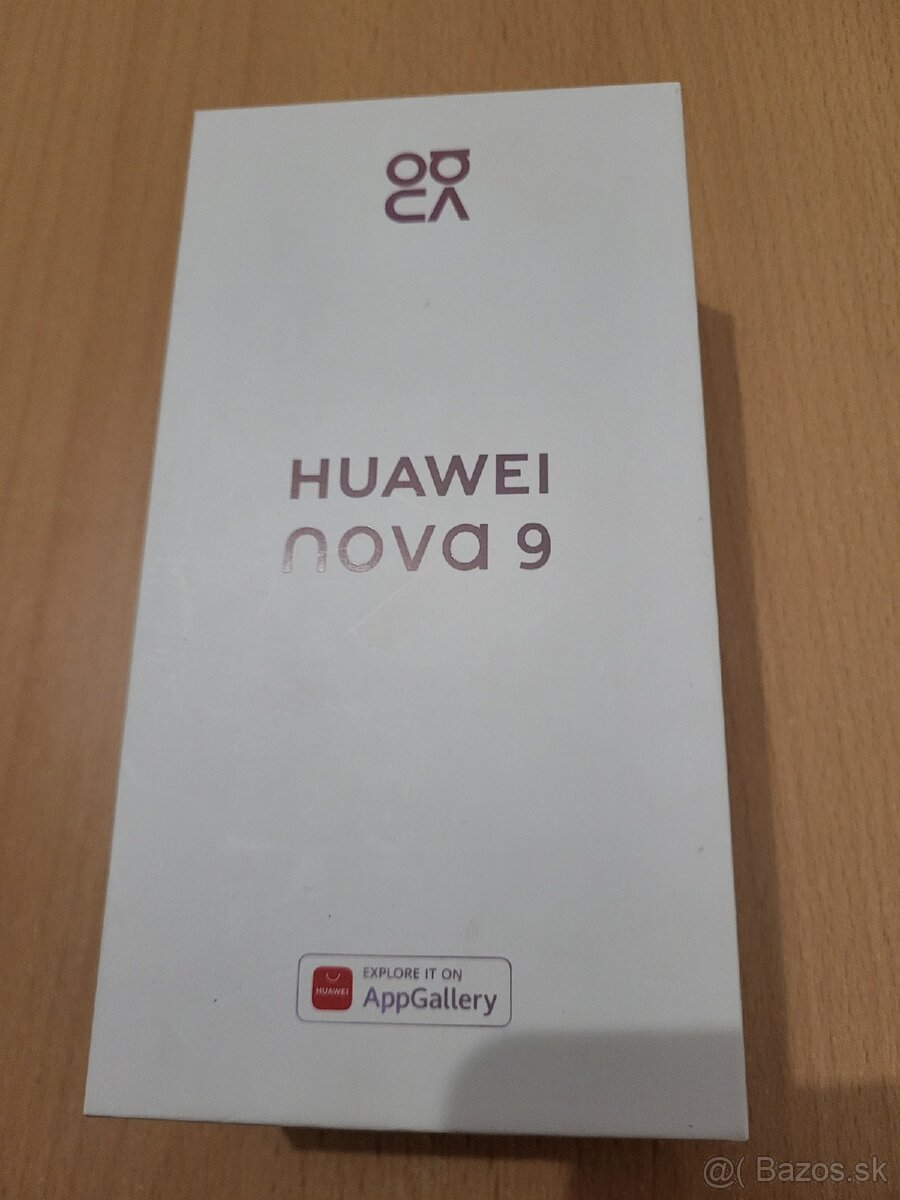 HUAWEI
nova 9
HUAWEI
EXPLORE IT ON
AppGallery
@( Bazos.sk